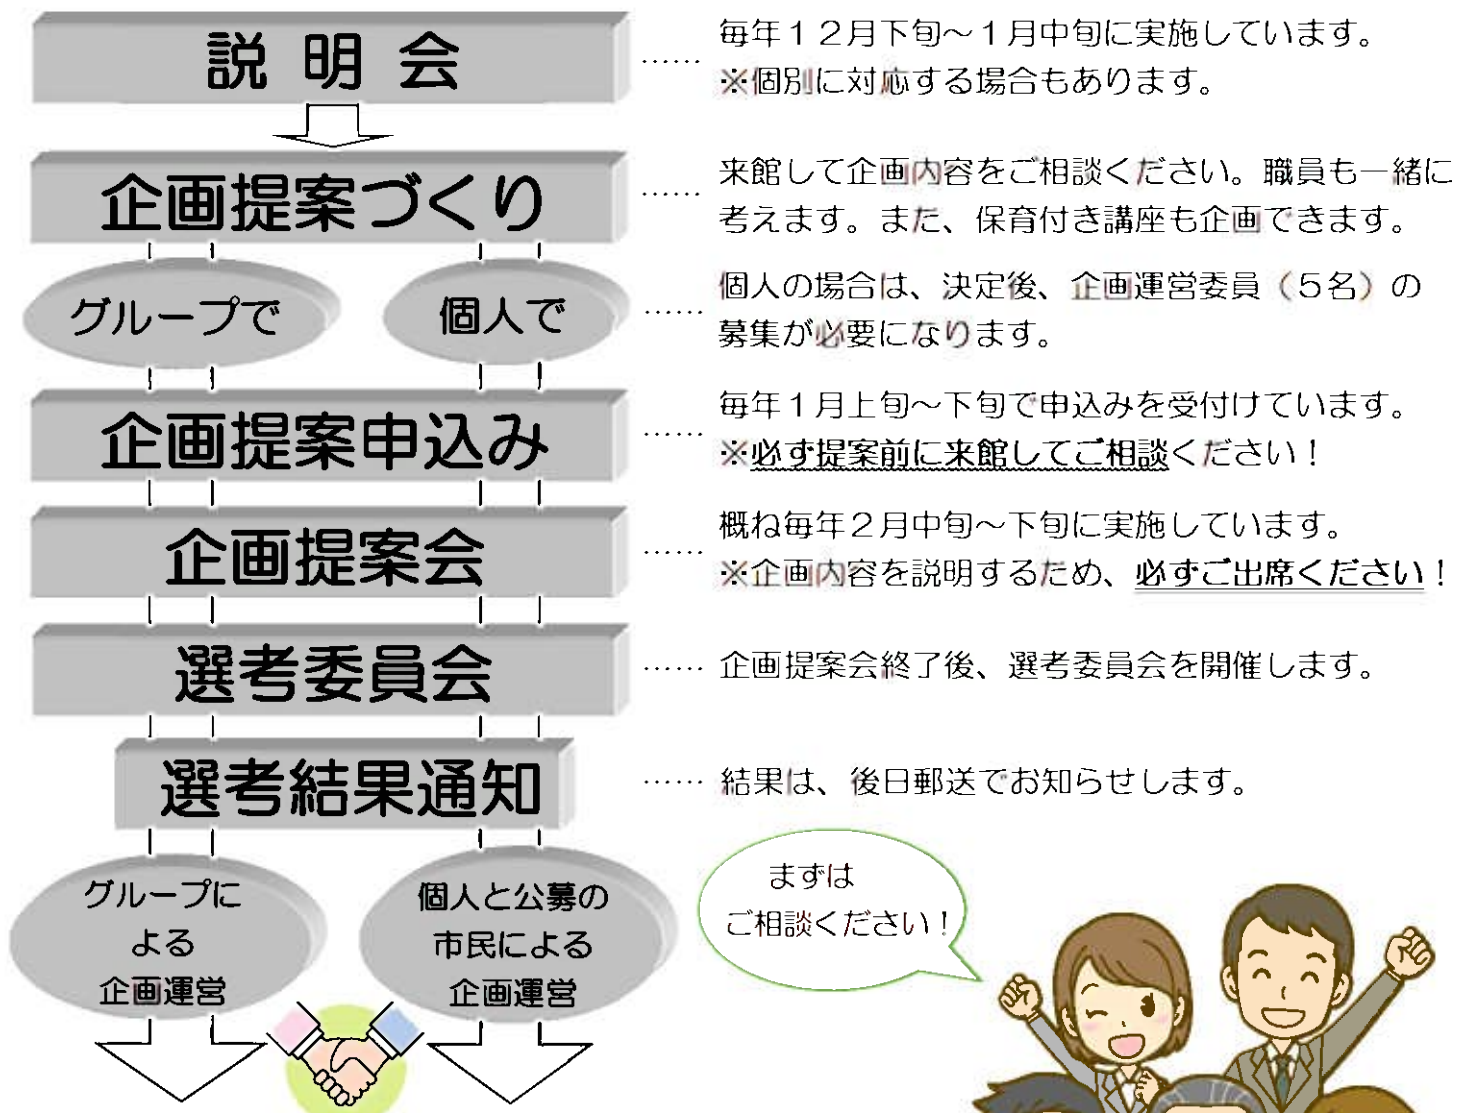 説明会
毎年１２月下旬～１月中旬に実施しています。
※個別に対応する場合もあります。
企画提案づくり
来館して企画内容をご相談ください。職員も一緒に
考えます。また、保育付き講座も企画できます。
グループで
個人で
個人の場合は、決定後、企画運営委員（５名）の
募集が必要になります。
企画提案申込み
毎年１月上旬～下旬で申込みを受付けています。
※必ず提案前に来館してご相談ください！
企画提案会
概ね毎年２月中旬～下旬に実施しています。
※企画内容を説明するため、必ずご出席ください！
選考委員会
企画提案会終了後、選考委員会を開催します。
選考結果通知
結果は、後日郵送でお知らせします。
グループに
よる
企画運営
個人と公募の
市民による
企画運営
まずは
ご相談ください！